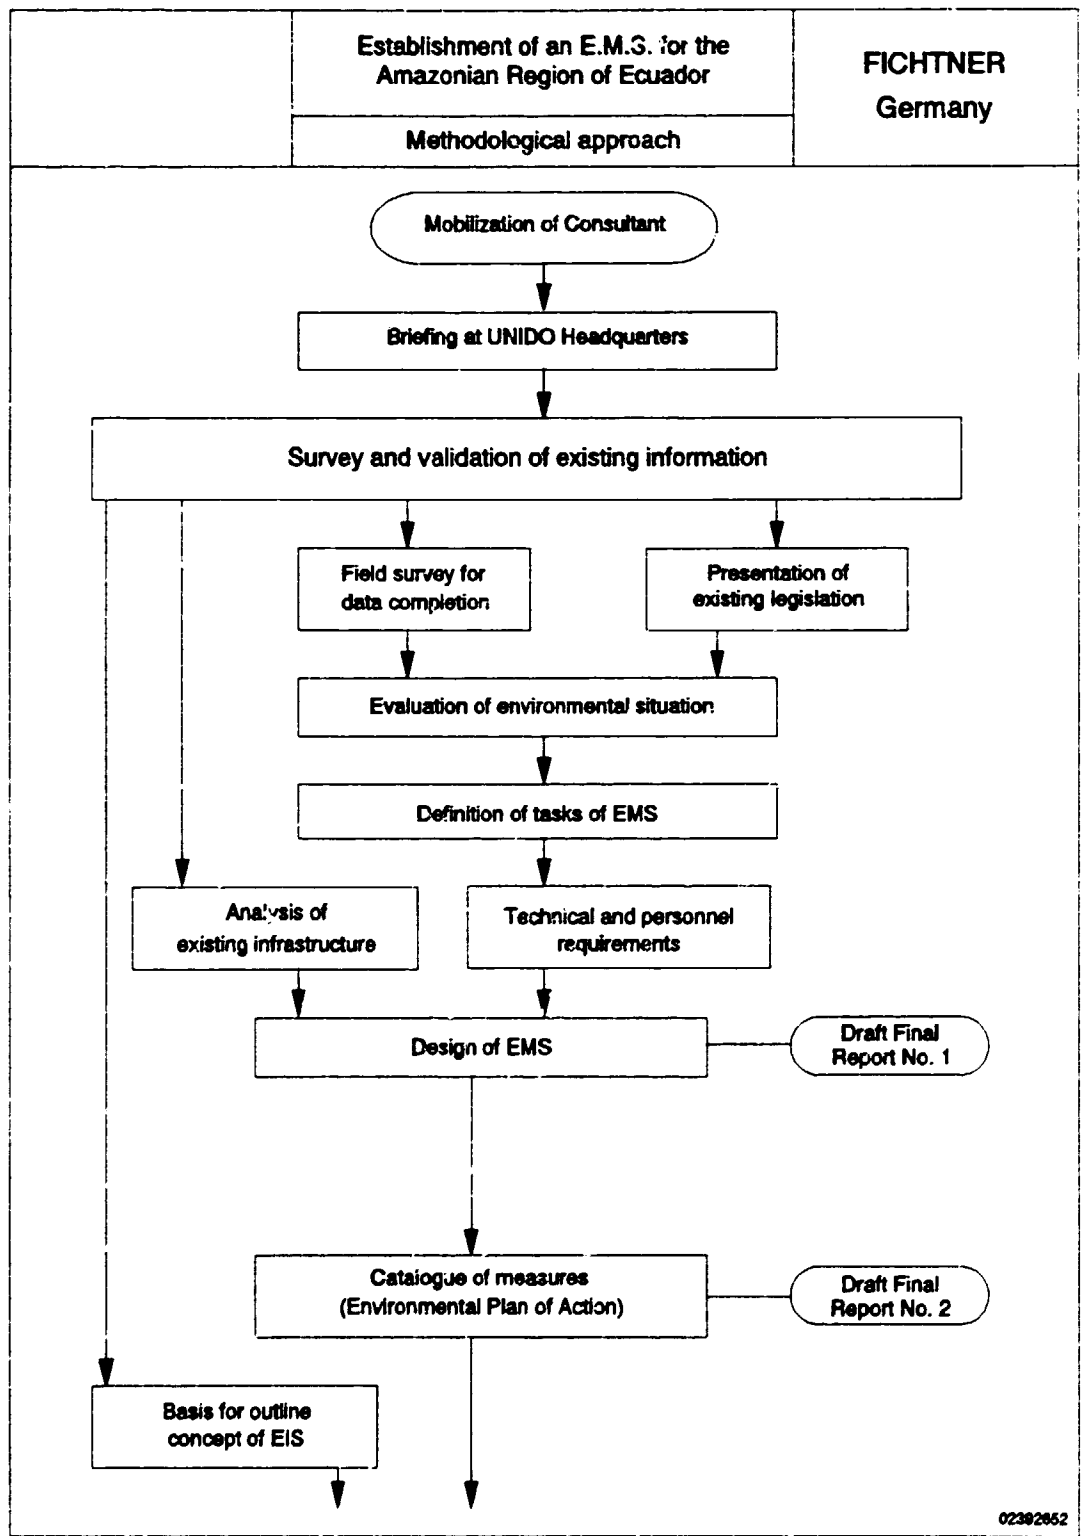 Establishment of an E.M.S. for the
Amazonian Region of Ecuador
Methodological approach
FICHTNER
Germany
Mobilization of Consultant
Briefing at UNIDO Headquarters
Survey and validation of existing information
Field survey for
data completion
Presentation of
existing legislation
Evaluation of environmental situation
Definition of tasks of EMS
Analysis of
existing infrastructure
Technical and personnel
requirements
Design of EMS
Draft Final
Report No. 1
Catalogue of measures
(Environmental Plan of Action)
Draft Final
Report No. 2
Basis for outline
concept of EIS
02392652